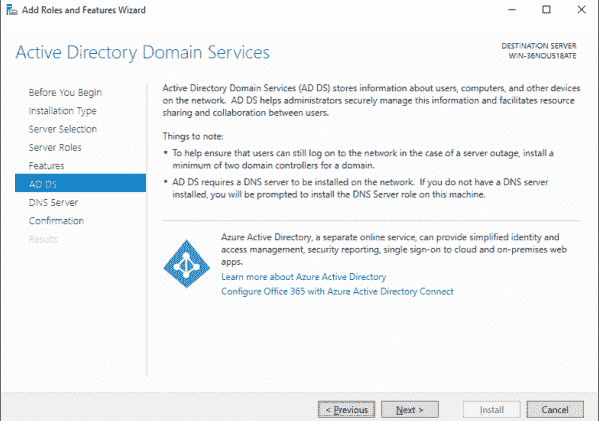 Add Roles and Features Wizard
Active Directory Domain Services
DESTINATION SERVER
WIN-36NOU518ATE
Before You Begin
Installation Type
Server Selection
Server Roles
Features
AD DS
DNS Server
Confirmation
Results
Active Directory Domain Services (AD DS) stores information about users, computers, and other devices
on the network. AD DS helps administrators securely manage this information and facilitates resource
sharing and collaboration between users.
Things to note:
• To help ensure that users can still log on to the network in the case of a server outage, install a
minimum of two domain controllers for a domain.
• AD DS requires a DNS server to be installed on the network. If you do not have a DNS server
installed, you will be prompted to install the DNS Server role on this machine.
Azure Active Directory, a separate online service, can provide simplified identity and
access management, security reporting, single sign-on to cloud and on-premises web
apps.
Learn more about Azure Active Directory
Configure Office 365 with Azure Active Directory Connect
< Previous
Next >
Install
Cancel